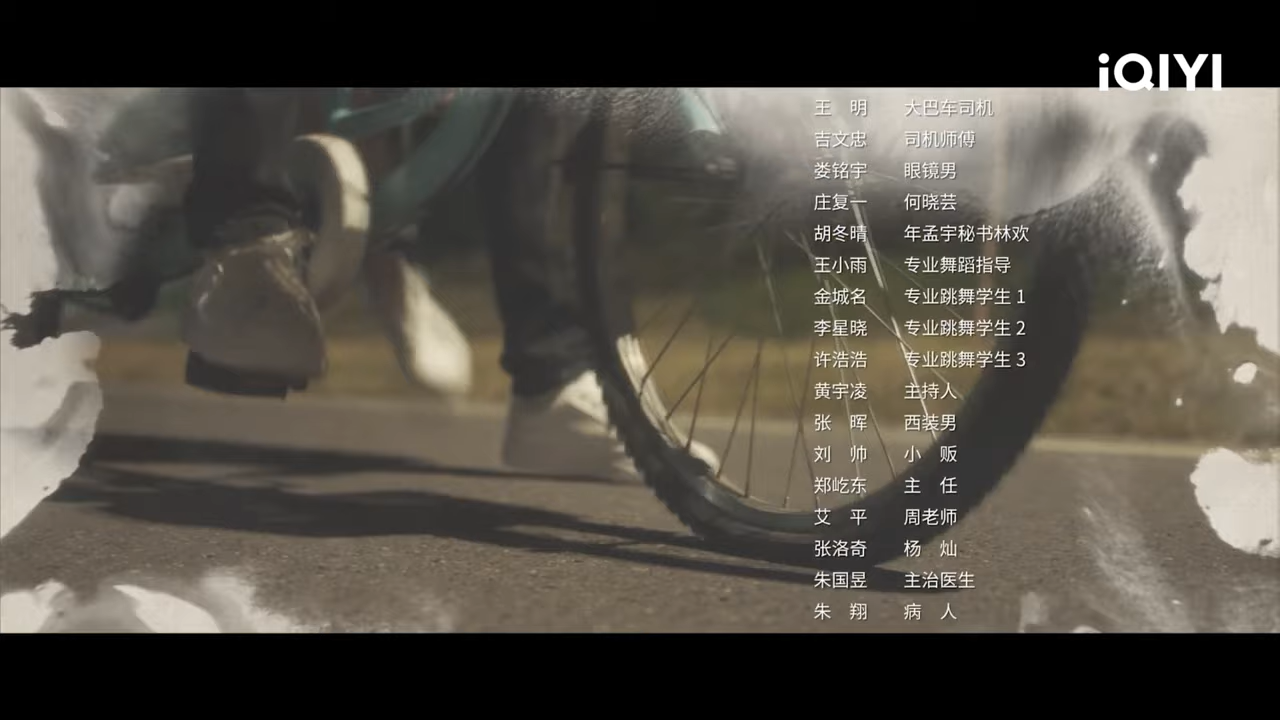 iQIYI
王　明　　大巴车司机
吉文忠　　司机师傅
娄铭宇　　眼镜男
庄复一　　何晓芸
胡冬晴　　年孟宇秘书林欢
王小雨　　专业舞蹈指导
金城名　　专业跳舞学生 1
李星晓　　专业跳舞学生 2
许浩浩　　专业跳舞学生 3
黄宇凌　　主持人
张　晖　　西装男
刘　帅　　小　贩
郑屹东　　主　任
艾　平　　周老师
张洛奇　　杨　灿
朱国昱　　主治医生
朱　翔　　病　人